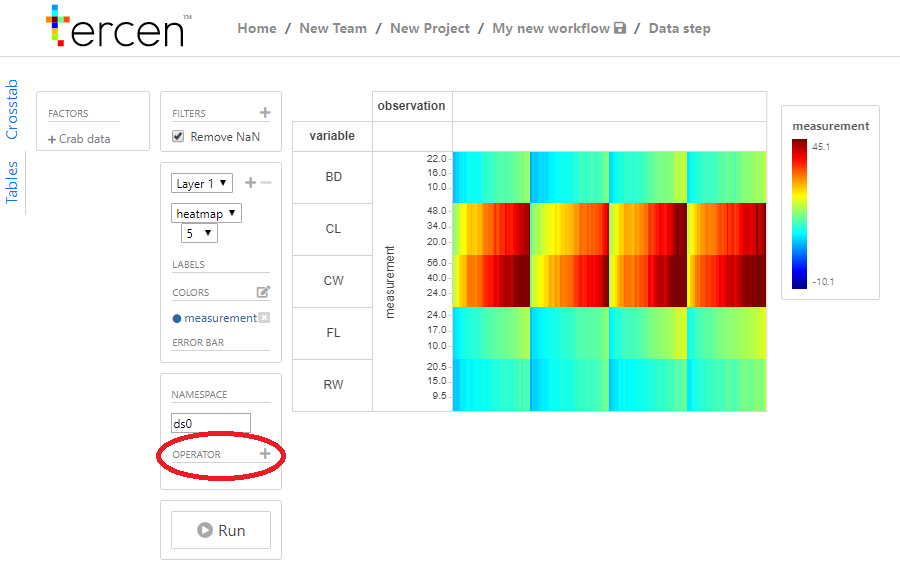 tercen™
Home / New Team / New Project / My new workflow / Data step
Crosstab
Tables
FACTORS
+ Crab data
FILTERS +
Remove NaN
Layer 1 ▼ + −
heatmap ▼
5 ▼
LABELS
COLORS
measurement
ERROR BAR
NAMESPACE
ds0
OPERATOR +
Run
observation
variable
measurement
BD
22.0
16.0
10.0
CL
48.0
34.0
20.0
CW
56.0
40.0
24.0
FL
24.0
17.0
10.0
RW
20.5
15.0
9.5
measurement
45.1
-10.1